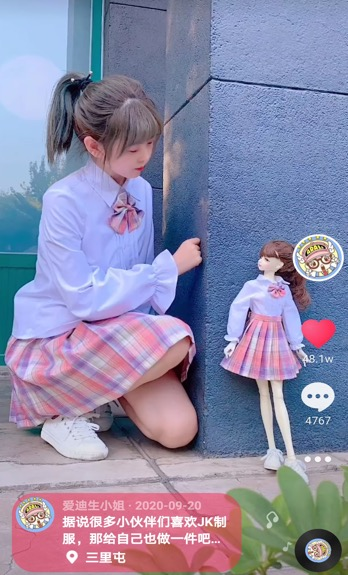 48.1w
4767
爱迪生小姐 · 2020-09-20
据说很多小伙伴们喜欢JK制
服，那给自己也做一件吧...
三里屯